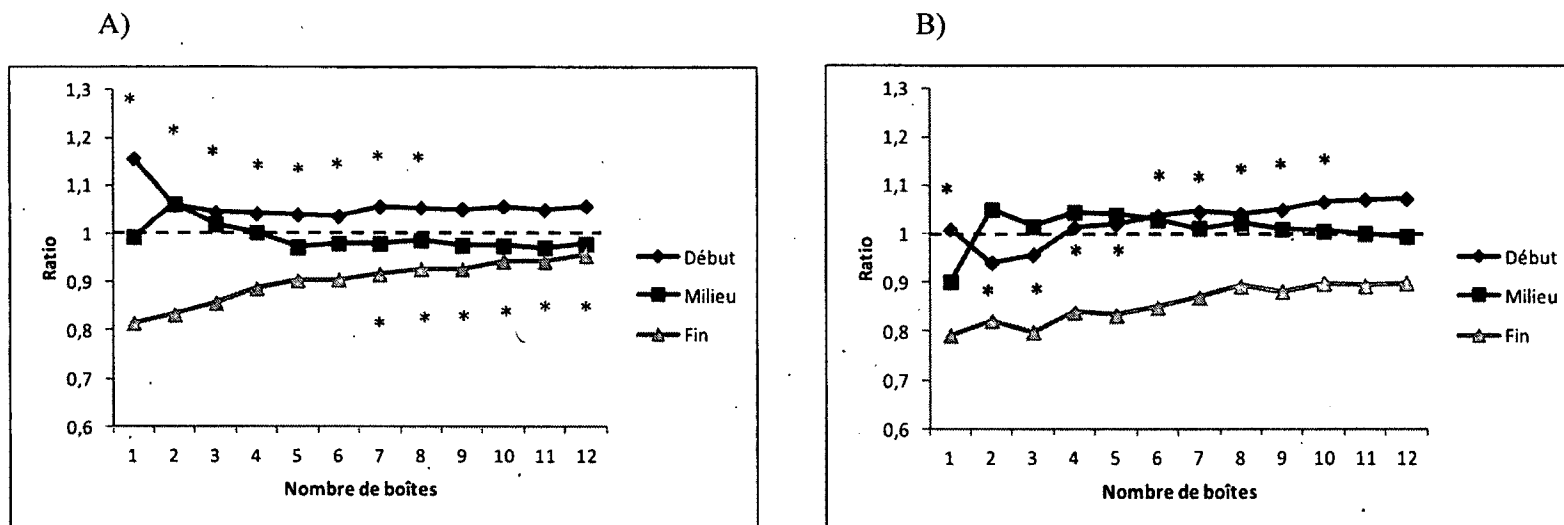 A)
1,3
1,2
1,1
1
0,9
0,8
0,7
0,6
Ratio
* * * * * * * *
* * * * * *
1 2 3 4 5 6 7 8 9 10 11 12
Nombre de boîtes
Début
Milieu
Fin
B)
1,3
1,2
1,1
1
0,9
0,8
0,7
0,6
Ratio
* * * * * *
* * * *
1 2 3 4 5 6 7 8 9 10 11 12
Nombre de boîtes
Début
Milieu
Fin